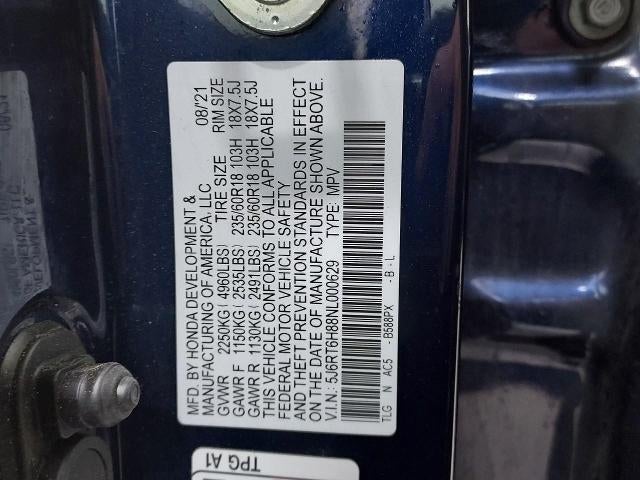 MFD. BY HONDA DEVELOPMENT &
MANUFACTURING OF AMERICA, LLC 08/21
TIRE SIZE RIM SIZE
GVWR 2250KG( 4960LBS)
GAWR F 1150KG( 2535LBS) 235/60R18 103H 18X7.5J
GAWR R 1130KG( 2491LBS) 235/60R18 103H 18X7.5J
THIS VEHICLE CONFORMS TO ALL APPLICABLE
FEDERAL MOTOR VEHICLE SAFETY
AND THEFT PREVENTION STANDARDS IN EFFECT
ON THE DATE OF MANUFACTURE SHOWN ABOVE.
V.I.N.: 5J6RT6H88NL000629 TYPE: MPV
TLG N AC5 -B588PX -B-L
TPG A1